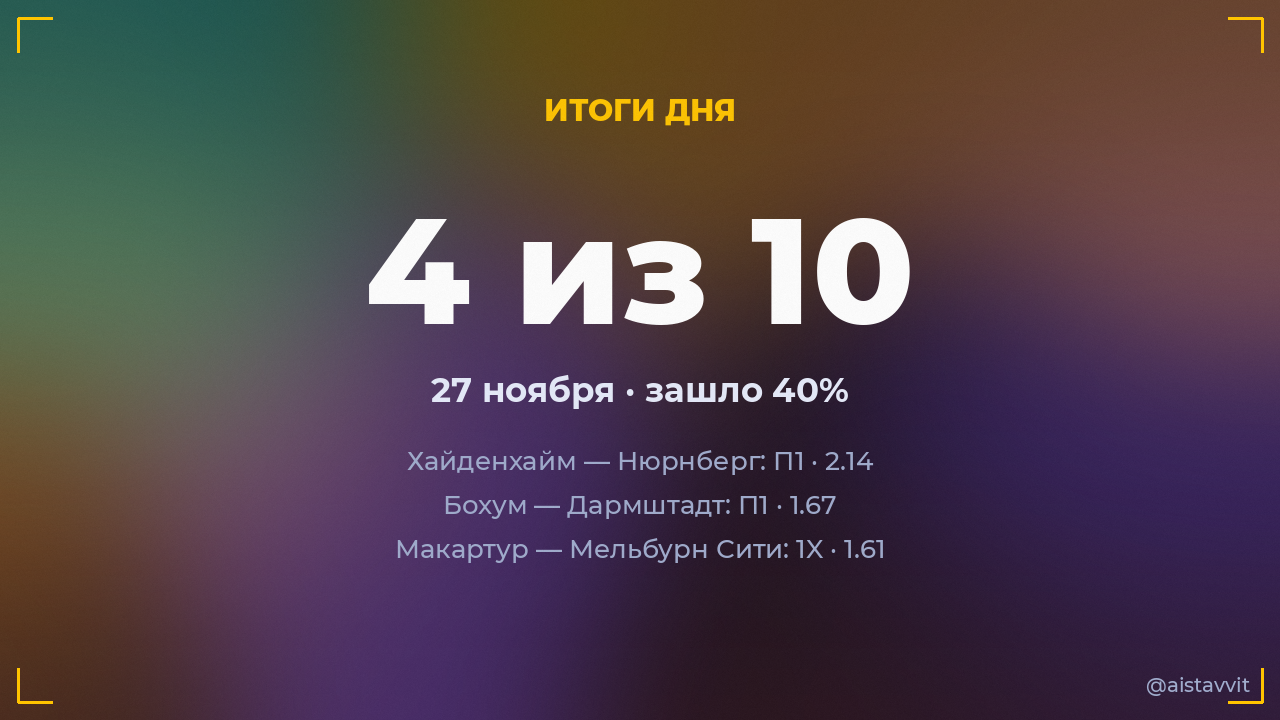 ИТОГИ ДНЯ
4 из 10
27 ноября · зашло 40%
Хайденхайм — Нюрнберг: П1 · 2.14
Бохум — Дармштадт: П1 · 1.67
Макартур — Мельбурн Сити: 1X · 1.61
@aistavvit